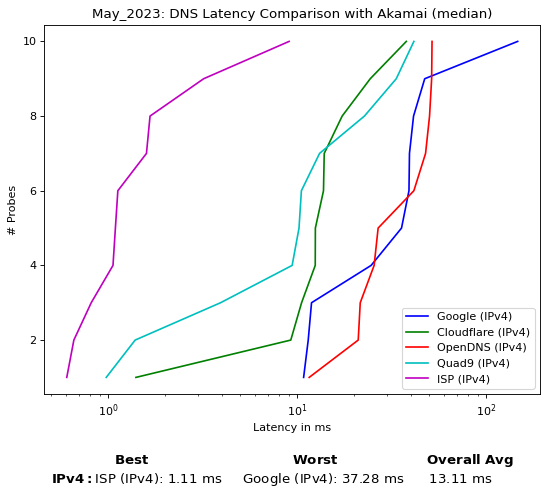 May_2023: DNS Latency Comparison with Akamai (median)
10
8
6
4
2
# Probes
Google (IPv4)
Cloudflare (IPv4)
OpenDNS (IPv4)
Quad9 (IPv4)
ISP (IPv4)
10⁰ 10¹ 10²
Latency in ms
Best Worst Overall Avg
IPv4: ISP (IPv4): 1.11 ms Google (IPv4): 37.28 ms 13.11 ms